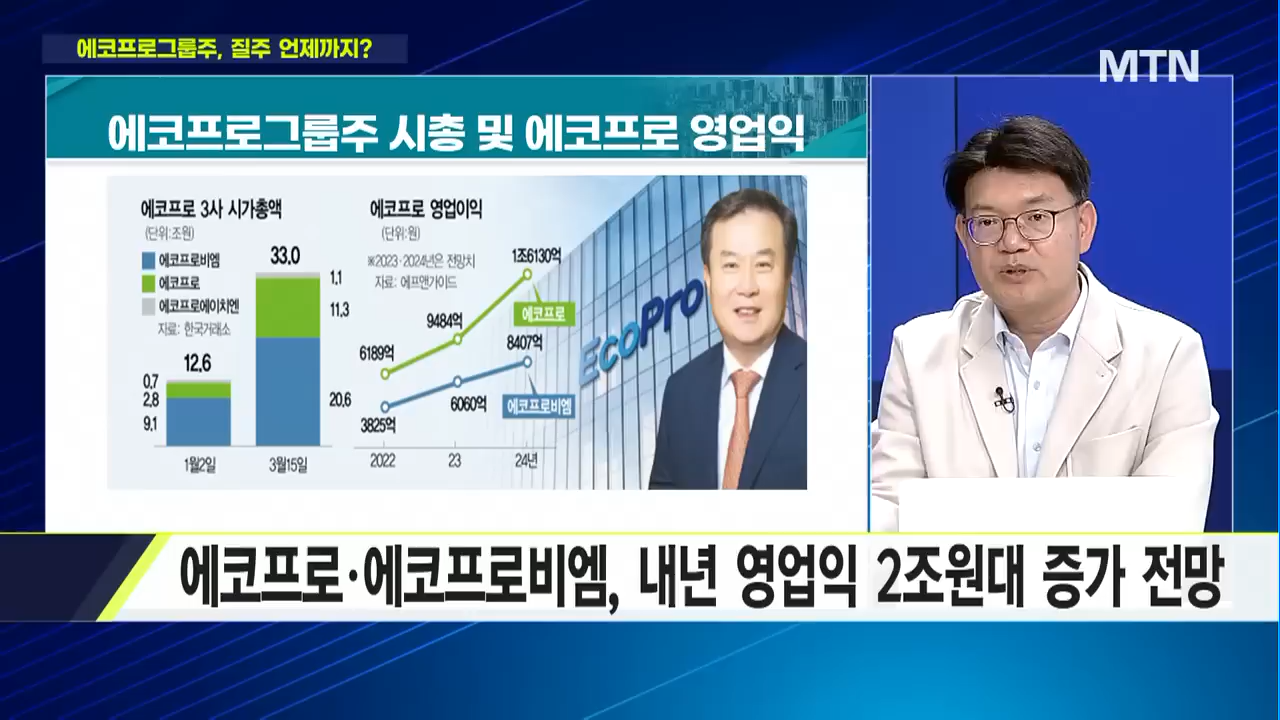 에코프로그룹주, 질주 언제까지?
MTN
에코프로그룹주 시총 및 에코프로 영업익
에코프로 3사 시가총액
(단위:조원)
에코프로비엠
에코프로
에코프로에이치엔
자료: 한국거래소
12.6
0.7
2.8
9.1
33.0
1.1
11.3
20.6
1월2일
3월15일
에코프로 영업이익
(단위:원)
※2023·2024년은 전망치
자료: 에프앤가이드
1조6130억
에코프로
9484억
6189억
8407억
에코프로비엠
6060억
3825억
2022
23
24년
EcoPro
에코프로·에코프로비엠, 내년 영업익 2조원대 증가 전망